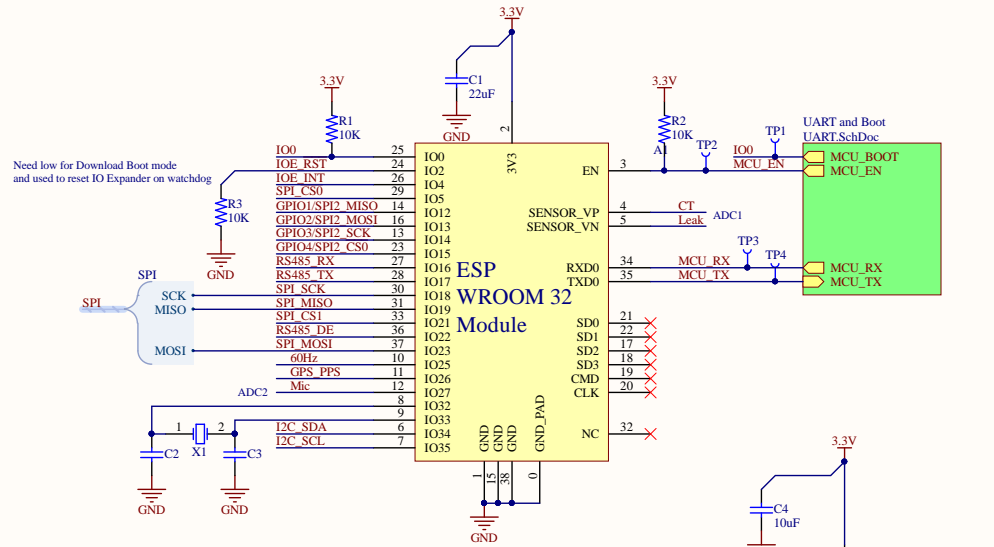 3.3V
C1
22uF
GND
3.3V
R1
10K
3.3V
R2
10K
A1
TP2
TP1
UART and Boot
UART.SchDoc
IO0
MCU_EN
MCU_BOOT
MCU_EN
Need low for Download Boot mode
and used to reset IO Expander on watchdog
R3
10K
GND
IO0 25 IO0
IOE_RST 24 IO2
IOE_INT 26 IO4
SPI_CS0 29 IO5
GPIO1/SPI2_MISO 14 IO12
GPIO2/SPI2_MOSI 16 IO13
GPIO3/SPI2_SCK 13 IO14
GPIO4/SPI2_CS0 23 IO15
RS485_RX 27 IO16
RS485_TX 28 IO17
SPI_SCK 30 IO18
SPI_MISO 31 IO19
SPI_CS1 33 IO21
RS485_DE 36 IO22
SPI_MOSI 37 IO23
60Hz 10 IO25
GPS_PPS 11 IO26
ADC2 Mic 12 IO27
8 IO32
9 IO33
I2C_SDA 6 IO34
I2C_SCL 7 IO35
SPI
SPI
SCK
MISO
MOSI
1 2
C2 X1 C3
GND GND
2
3V3
ESP
WROOM 32
Module
EN 3
SENSOR_VP 4 CT
SENSOR_VN 5 Leak
ADC1
TP3
TP4
RXD0 34 MCU_RX
TXD0 35 MCU_TX
MCU_RX
MCU_TX
SD0 21
SD1 22
SD2 17
SD3 18
CMD 19
CLK 20
NC 32
GND GND GND GND_PAD
1 15 38 0
GND
3.3V
C4
10uF